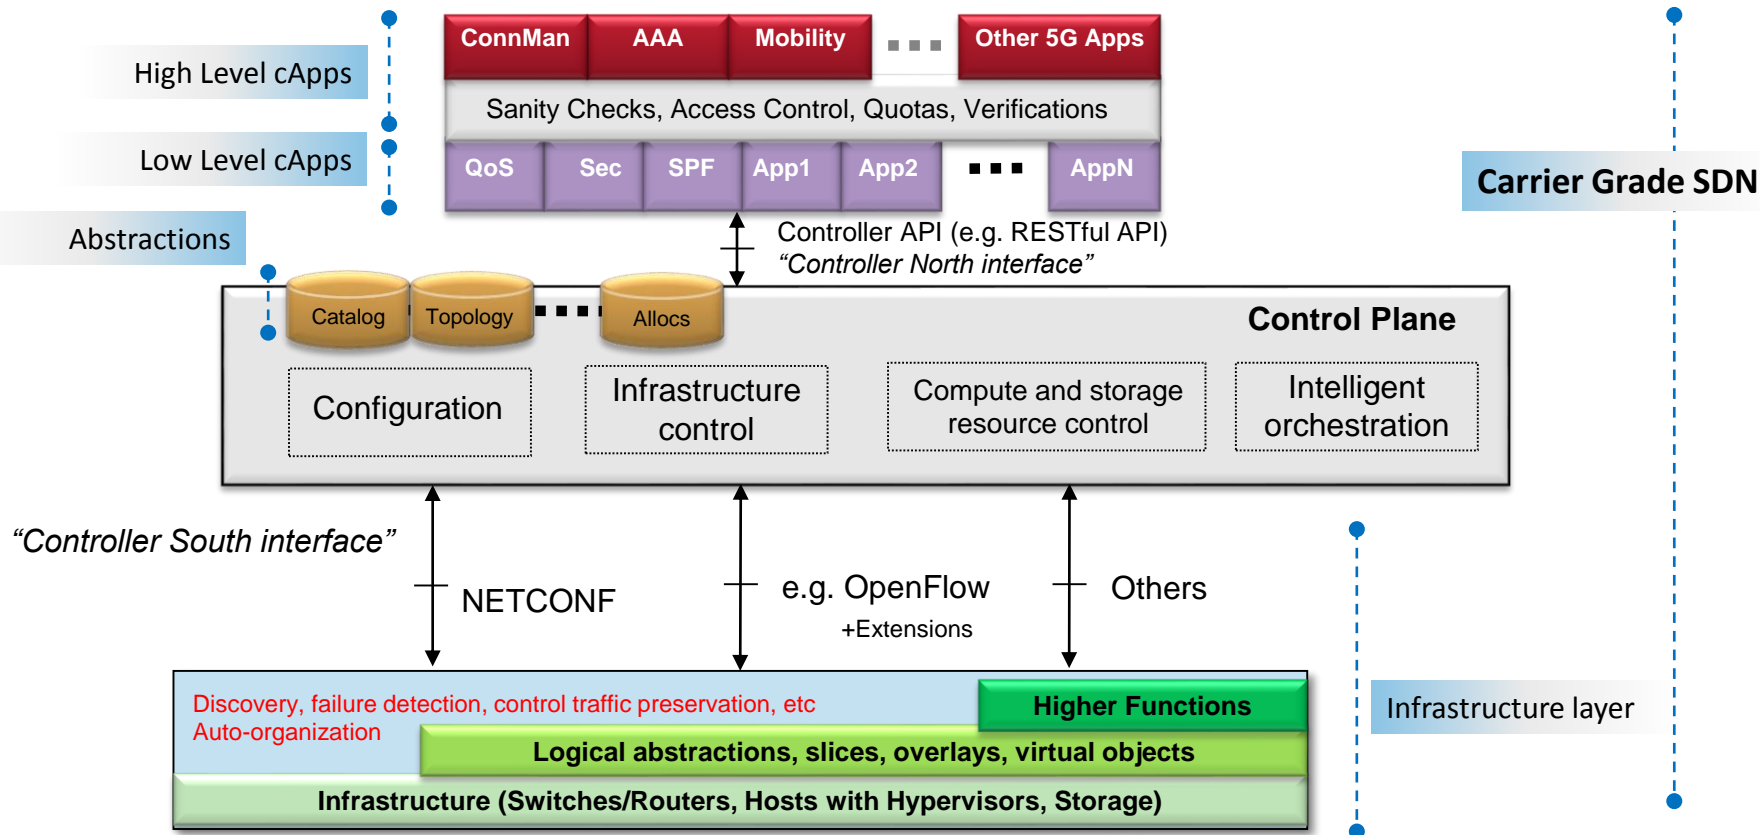 ConnMan AAA Mobility Other 5G Apps
High Level cApps
Sanity Checks, Access Control, Quotas, Verifications
Low Level cApps
QoS Sec SPF App1 App2 AppN
Carrier Grade SDN
Abstractions
Controller API (e.g. RESTful API)
“Controller North interface”
Catalog Topology Allocs
Control Plane
Configuration
Infrastructure
control
Compute and storage
resource control
Intelligent
orchestration
“Controller South interface”
NETCONF
e.g. OpenFlow
+Extensions
Others
Discovery, failure detection, control traffic preservation, etc
Auto-organization
Higher Functions
Infrastructure layer
Logical abstractions, slices, overlays, virtual objects
Infrastructure (Switches/Routers, Hosts with Hypervisors, Storage)